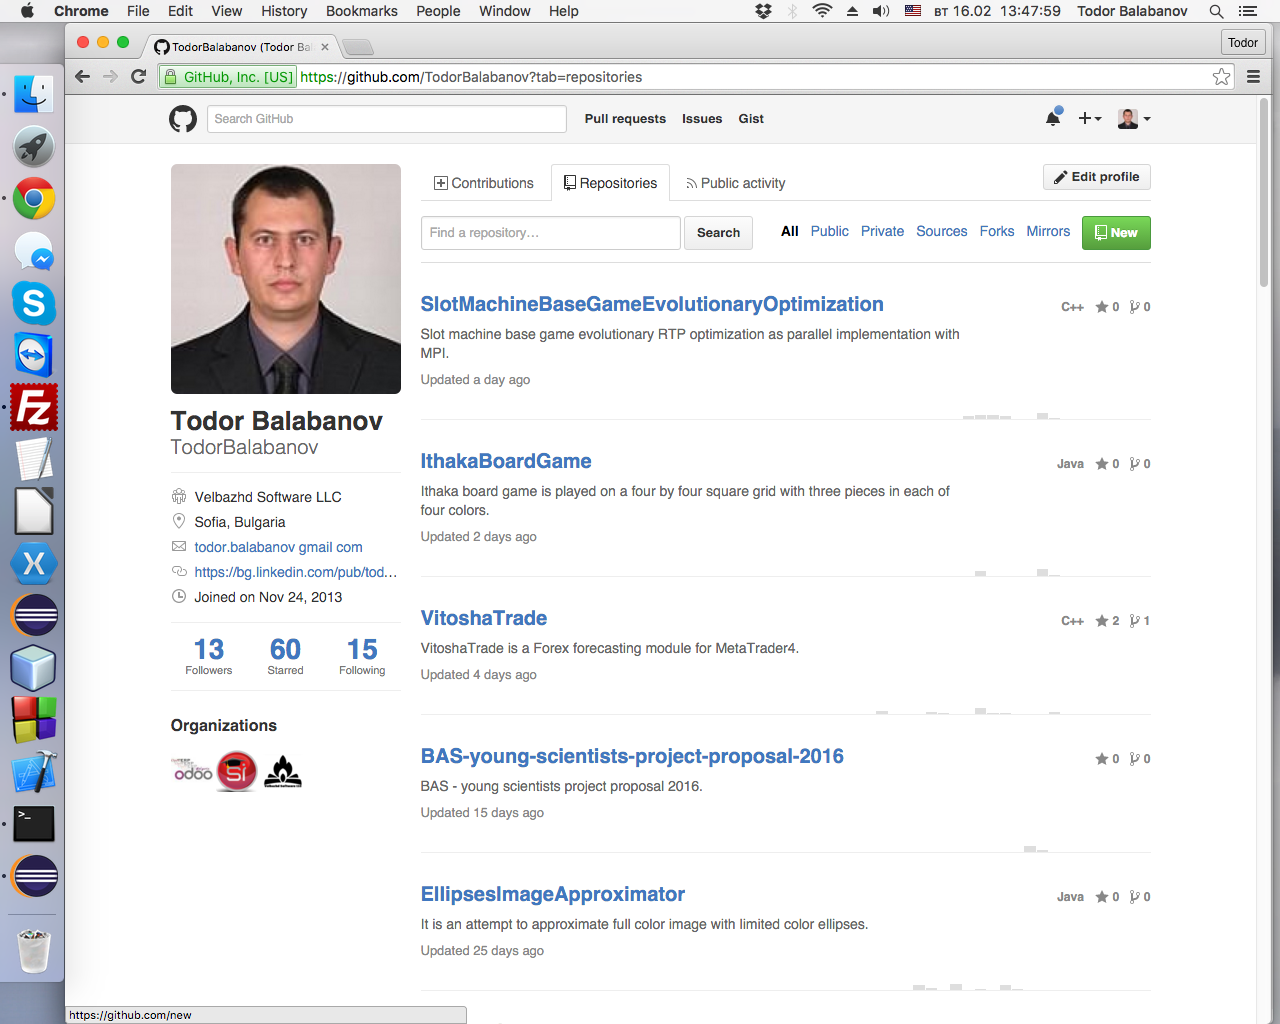 Chrome File Edit View History Bookmarks People Window Help вт 16.02 13:47:59 Todor Balabanov
TodorBalabanov (Todor Bal
Todor
GitHub, Inc. [US] https://github.com/TodorBalabanov?tab=repositories
Search GitHub
Pull requests Issues Gist
Contributions Repositories Public activity
Edit profile
Find a repository…
Search
All Public Private Sources Forks Mirrors
New
SlotMachineBaseGameEvolutionaryOptimization
C++ 0 0
Slot machine base game evolutionary RTP optimization as parallel implementation with
MPI.
Updated a day ago
Todor Balabanov
TodorBalabanov
Velbazhd Software LLC
Sofia, Bulgaria
todor.balabanov gmail com
https://bg.linkedin.com/pub/tod...
Joined on Nov 24, 2013
13 60 15
Followers Starred Following
Organizations
odoo
Si
IthakaBoardGame
Java 0 0
Ithaka board game is played on a four by four square grid with three pieces in each of
four colors.
Updated 2 days ago
VitoshaTrade
C++ 2 1
VitoshaTrade is a Forex forecasting module for MetaTrader4.
Updated 4 days ago
BAS-young-scientists-project-proposal-2016
0 0
BAS - young scientists project proposal 2016.
Updated 15 days ago
EllipsesImageApproximator
Java 0 0
It is an attempt to approximate full color image with limited color ellipses.
Updated 25 days ago
https://github.com/new